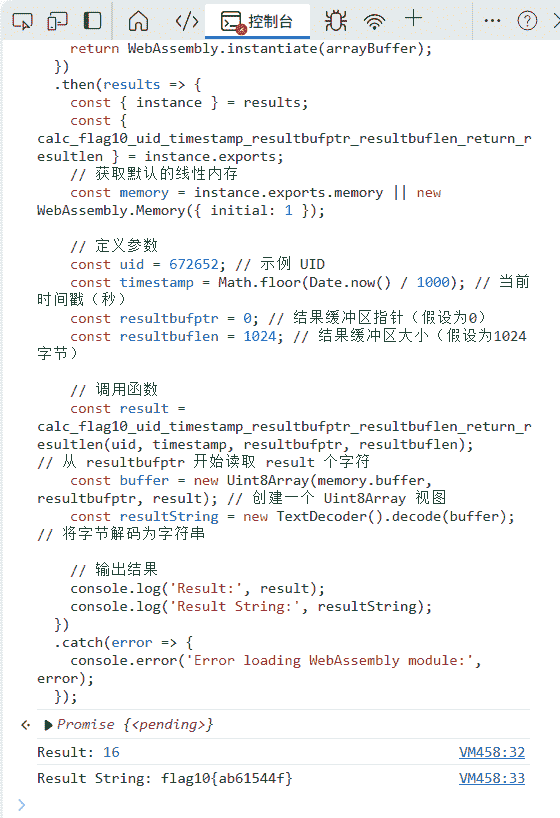 控制台
return WebAssembly.instantiate(arrayBuffer);
})
.then(results => {
const { instance } = results;
const {
calc_flag10_uid_timestamp_resultbufptr_resultbuflen_return_r
esultlen } = instance.exports;
// 获取默认的线性内存
const memory = instance.exports.memory || new
WebAssembly.Memory({ initial: 1 });
// 定义参数
const uid = 672652; // 示例 UID
const timestamp = Math.floor(Date.now() / 1000); // 当前
时间戳（秒）
const resultbufptr = 0; // 结果缓冲区指针（假设为0）
const resultbuflen = 1024; // 结果缓冲区大小（假设为1024
字节）
// 调用函数
const result =
calc_flag10_uid_timestamp_resultbufptr_resultbuflen_return_r
esultlen(uid, timestamp, resultbufptr, resultbuflen);
// 从 resultbufptr 开始读取 result 个字符
const buffer = new Uint8Array(memory.buffer,
resultbufptr, result); // 创建一个 Uint8Array 视图
const resultString = new TextDecoder().decode(buffer);
// 将字节解码为字符串
// 输出结果
console.log('Result:', result);
console.log('Result String:', resultString);
})
.catch(error => {
console.error('Error loading WebAssembly module:',
error);
});
Promise {<pending>}
Result: 16 VM458:32
Result String: flag10{ab61544f} VM458:33